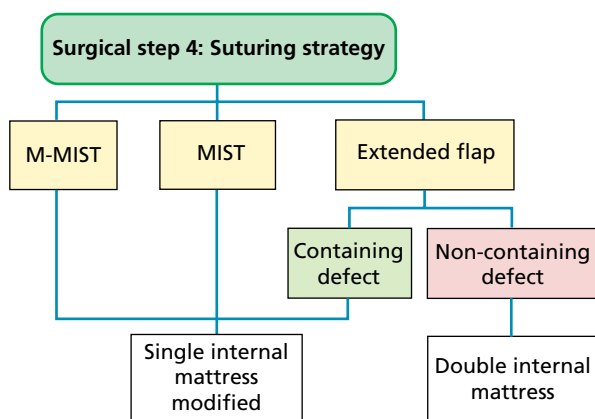 Surgical step 4: Suturing strategy
M-MIST
MIST
Extended flap
Containing
defect
Non-containing
defect
Single internal
mattress
modified
Double internal
mattress